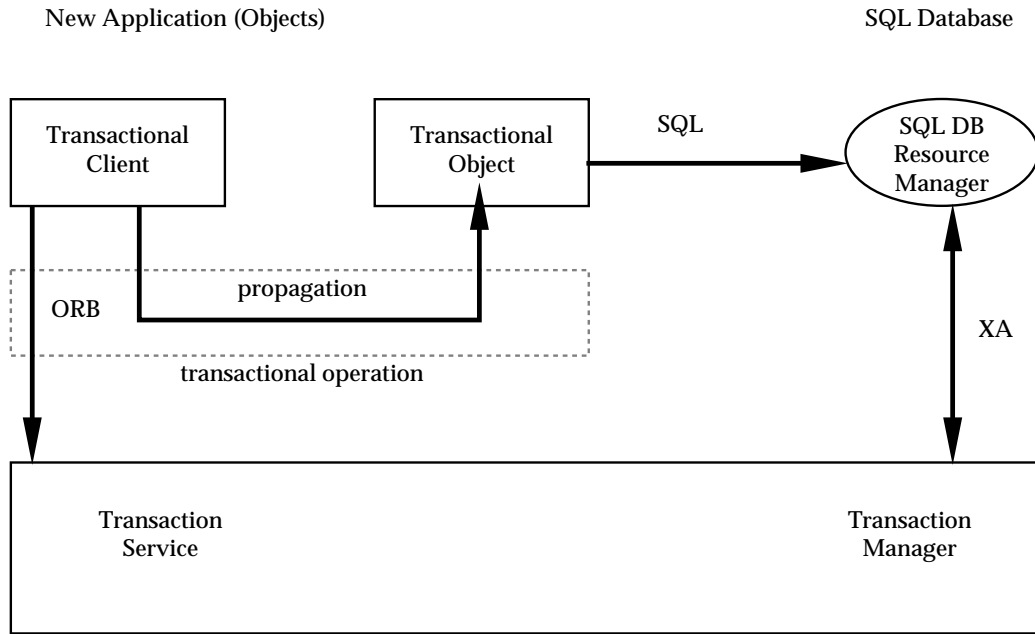 New Application (Objects)
SQL Database
Transactional
Client
Transactional
Object
SQL
SQL DB
Resource
Manager
propagation
ORB
XA
transactional operation
Transaction
Service
Transaction
Manager